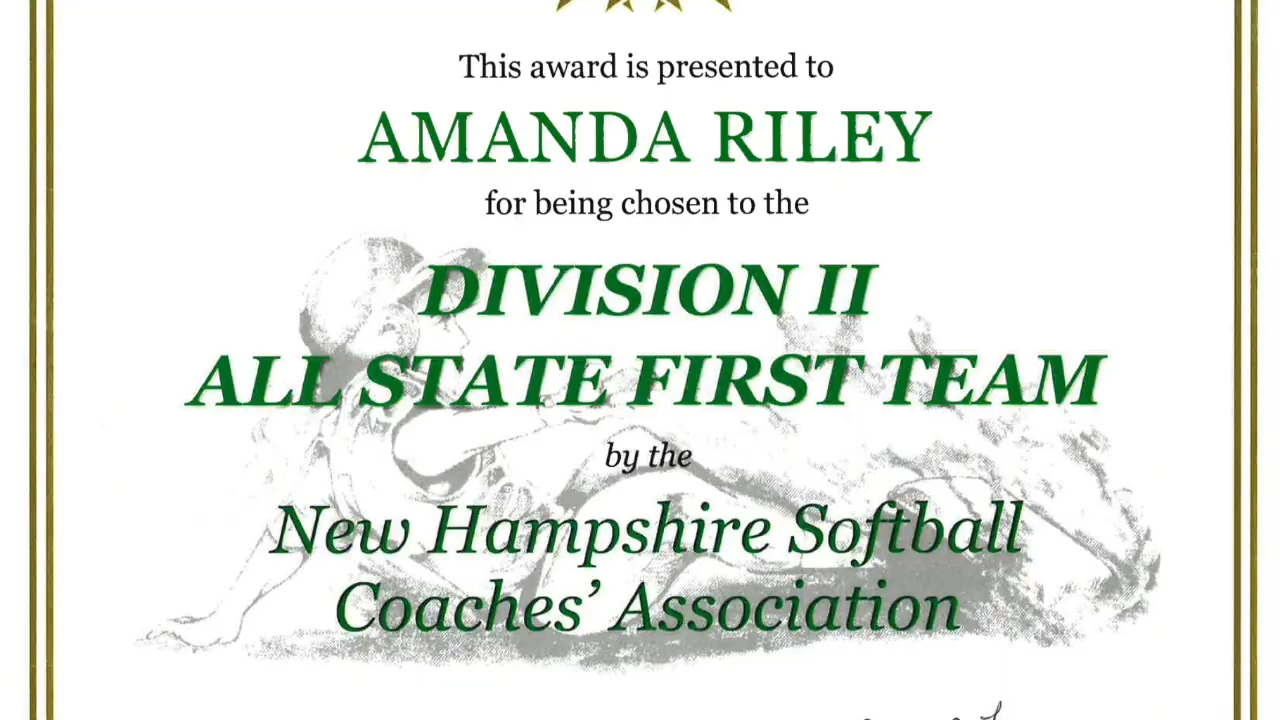 This award is presented to
AMANDA RILEY
for being chosen to the
DIVISION II
ALL STATE FIRST TEAM
by the
New Hampshire Softball
Coaches’ Association